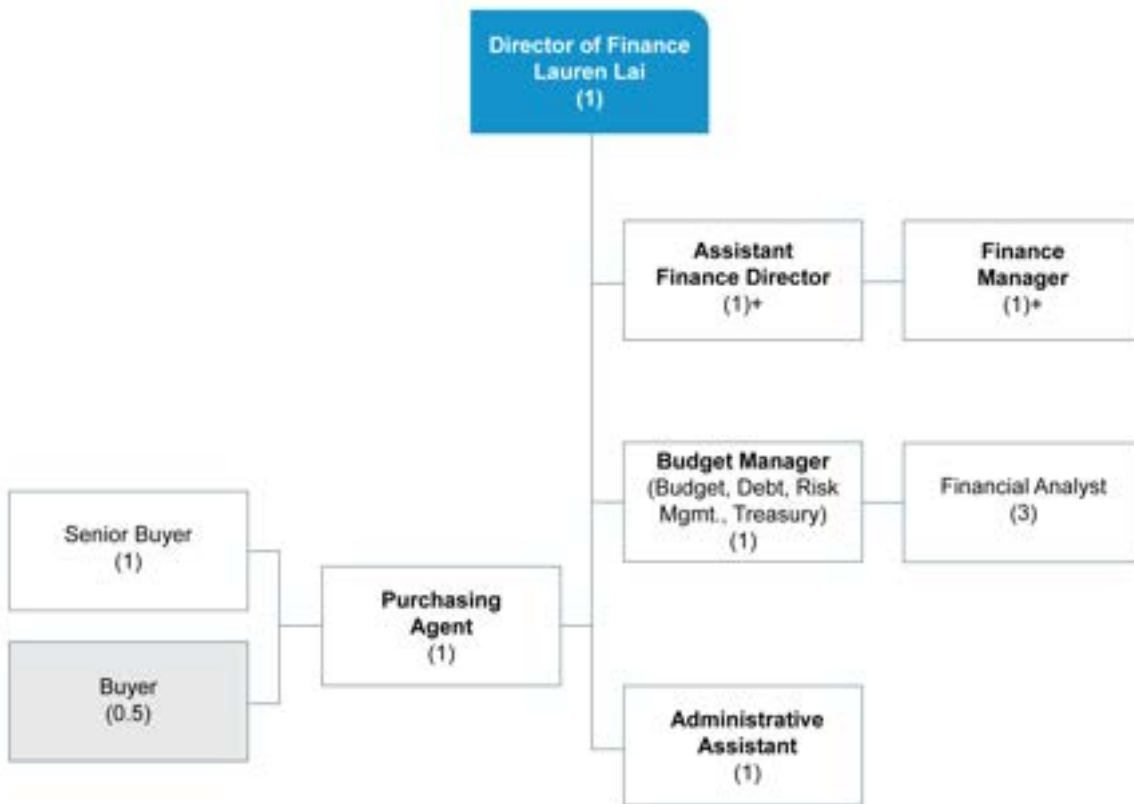 Director of Finance
Lauren Lai
(1)
Assistant
Finance Director
(1)+
Finance
Manager
(1)+
Budget Manager
(Budget, Debt, Risk
Mgmt., Treasury)
(1)
Financial Analyst
(3)
Senior Buyer
(1)
Purchasing
Agent
(1)
Buyer
(0.5)
Administrative
Assistant
(1)